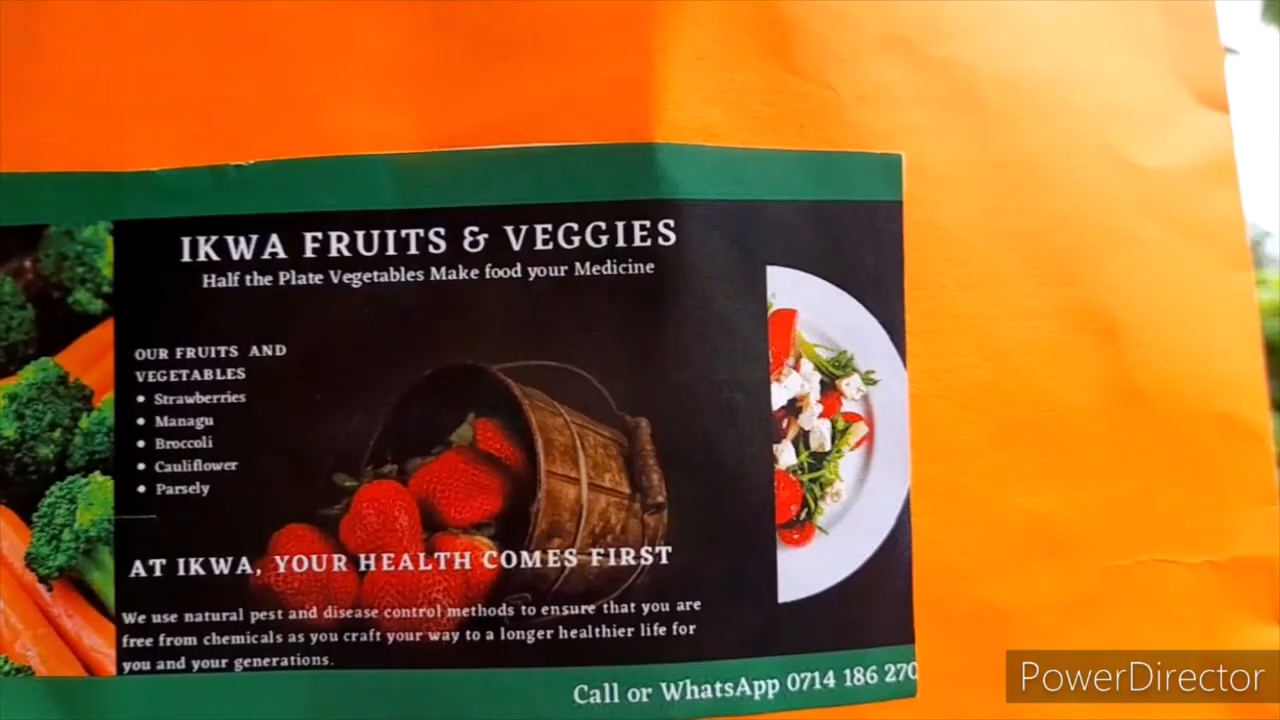 IKWA FRUITS & VEGGIES
Half the Plate Vegetables Make food your Medicine
OUR FRUITS AND
VEGETABLES
• Strawberries
• Managu
• Broccoli
• Cauliflower
• Parsely
AT IKWA, YOUR HEALTH COMES FIRST
We use natural pest and disease control methods to ensure that you are
free from chemicals as you craft your way to a longer healthier life for
you and your generations.
Call or WhatsApp 0714 186 270
PowerDirector